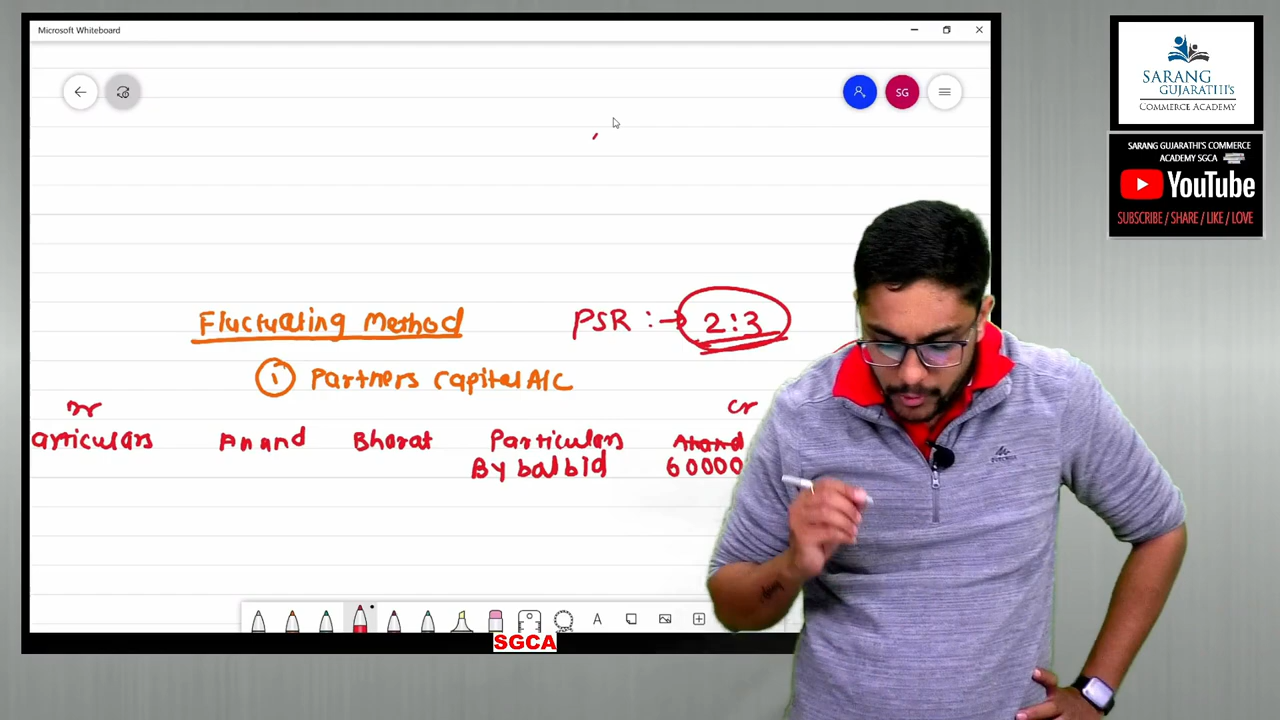 Microsoft Whiteboard
SG
SARANG
GUJARATHI'S
COMMERCE ACADEMY
SARANG GUJARATHI'S COMMERCE
ACADEMY SGCA
YouTube
SUBSCRIBE / SHARE / LIKE / LOVE
Fluctuating Method
PSR :→ 2:3
i Partners Capital A/C
Dr Cr
articulars Anand Bharat Particulars Anand
By bal b/d 60000
A
SGCA